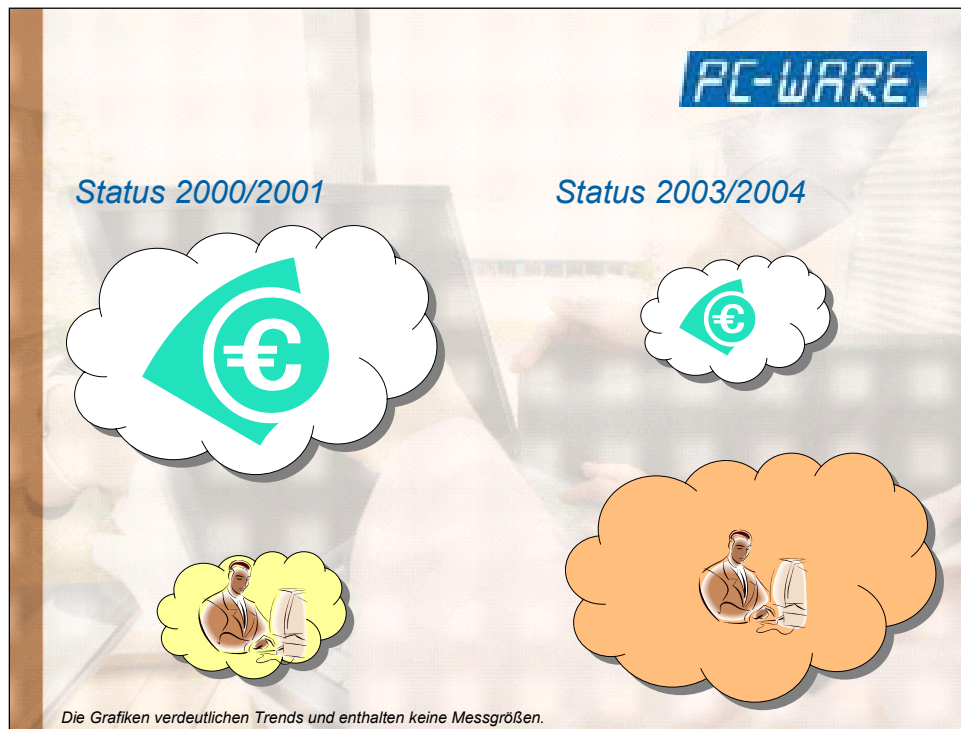 PC-WARE
Status 2000/2001
Status 2003/2004
€
€
Die Grafiken verdeutlichen Trends und enthalten keine Messgrößen.